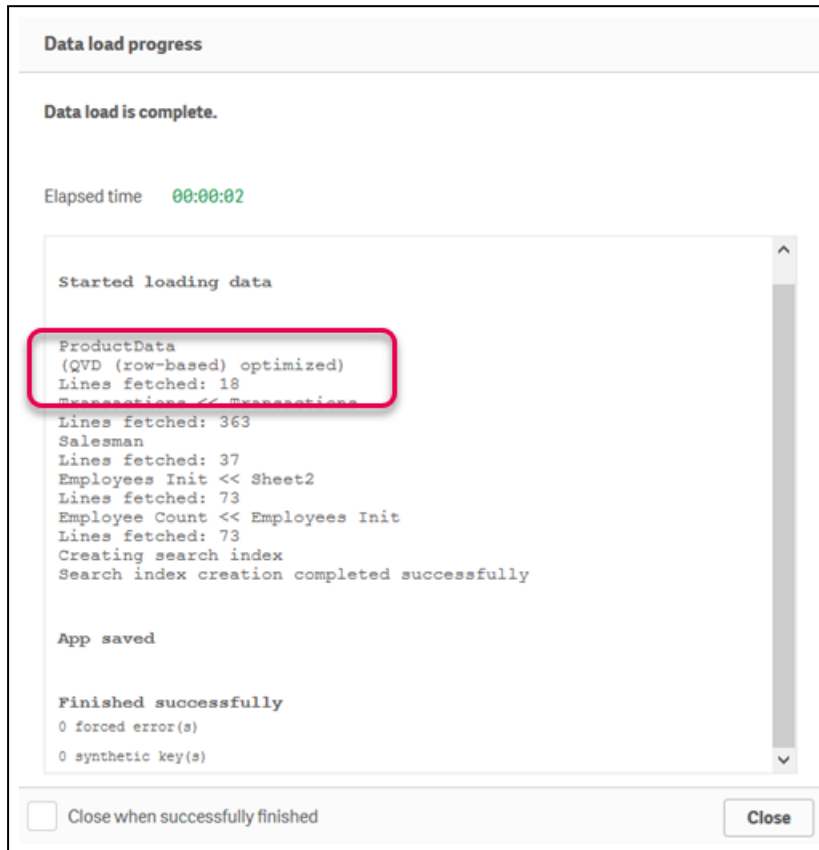 Data load progress
Data load is complete.
Elapsed time 00:00:02
Started loading data
ProductData
(QVD (row-based) optimized)
Lines fetched: 18
Transactions << Transactions
Lines fetched: 363
Salesman
Lines fetched: 37
Employees Init << Sheet2
Lines fetched: 73
Employee Count << Employees Init
Lines fetched: 73
Creating search index
Search index creation completed successfully
App saved
Finished successfully
0 forced error(s)
0 synthetic key(s)
Close when successfully finished
Close